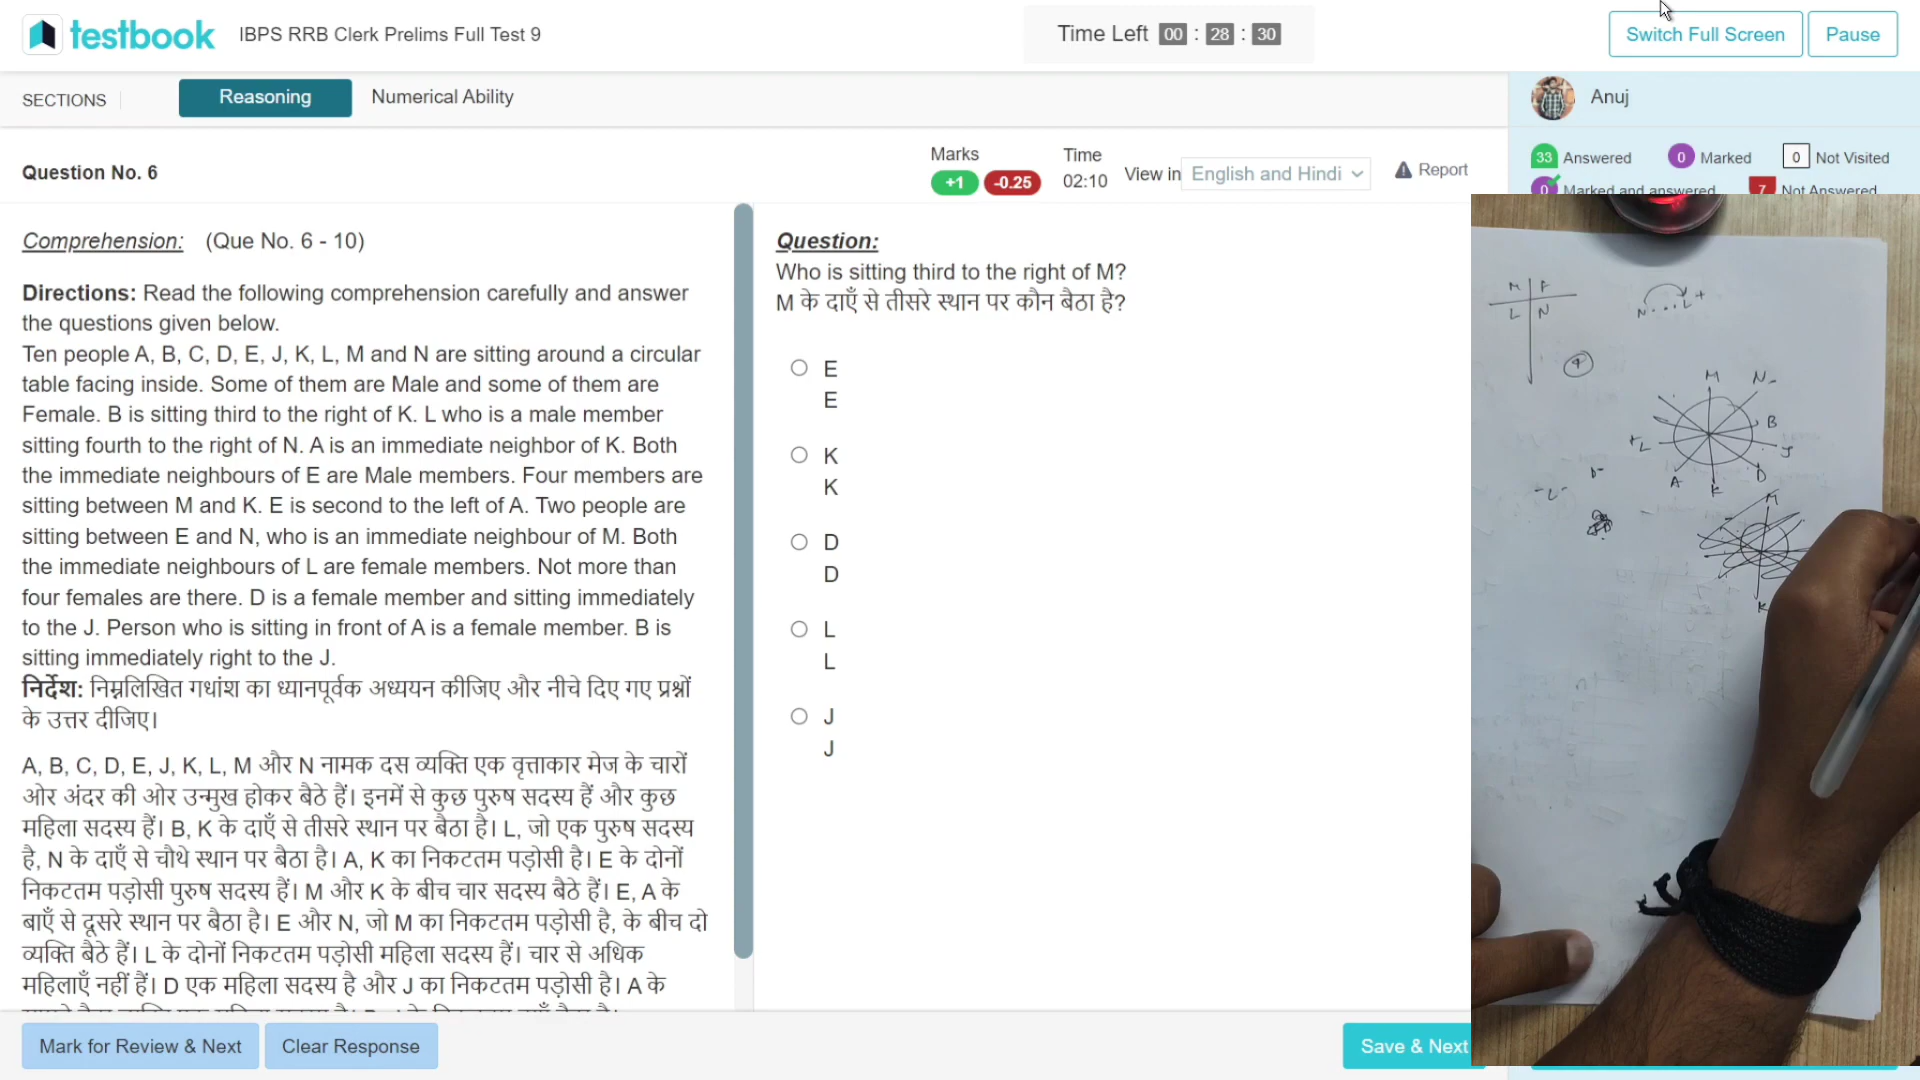 testbook
IBPS RRB Clerk Prelims Full Test 9
Time Left 00 : 28 : 30
Switch Full Screen
Pause
SECTIONS
Reasoning
Numerical Ability
Anuj
Question No. 6
Marks
+1 -0.25
Time
02:10
View in English and Hindi
Report
33 Answered
0 Marked
0 Not Visited
0 Marked and answered
7 Not Answered
Comprehension: (Que No. 6 - 10)
Directions: Read the following comprehension carefully and answer
the questions given below.
Ten people A, B, C, D, E, J, K, L, M and N are sitting around a circular
table facing inside. Some of them are Male and some of them are
Female. B is sitting third to the right of K. L who is a male member
sitting fourth to the right of N. A is an immediate neighbor of K. Both
the immediate neighbours of E are Male members. Four members are
sitting between M and K. E is second to the left of A. Two people are
sitting between E and N, who is an immediate neighbour of M. Both
the immediate neighbours of L are female members. Not more than
four females are there. D is a female member and sitting immediately
to the J. Person who is sitting in front of A is a female member. B is
sitting immediately right to the J.
निर्देश: निम्नलिखित गधांश का ध्यानपूर्वक अध्ययन कीजिए और नीचे दिए गए प्रश्नों
के उत्तर दीजिए।
A, B, C, D, E, J, K, L, M और N नामक दस व्यक्ति एक वृत्ताकार मेज के चारों
ओर अंदर की ओर उन्मुख होकर बैठे हैं। इनमें से कुछ पुरुष सदस्य हैं और कुछ
महिला सदस्य हैं। B, K के दाएँ से तीसरे स्थान पर बैठा है। L, जो एक पुरुष सदस्य
है, N के दाएँ से चौथे स्थान पर बैठा है। A, K का निकटतम पड़ोसी है। E के दोनों
निकटतम पड़ोसी पुरुष सदस्य हैं। M और K के बीच चार सदस्य बैठे हैं। E, A के
बाएँ से दूसरे स्थान पर बैठा है। E और N, जो M का निकटतम पड़ोसी है, के बीच दो
व्यक्ति बैठे हैं। L के दोनों निकटतम पड़ोसी महिला सदस्य हैं। चार से अधिक
महिलाएँ नहीं हैं। D एक महिला सदस्य है और J का निकटतम पड़ोसी है। A के
Question:
Who is sitting third to the right of M?
M के दाएँ से तीसरे स्थान पर कौन बैठा है?
E
E
K
K
D
D
L
L
J
J
M F
L N
N . . . L +
4
M N-
B
+L J
A K D
M
K
Mark for Review & Next
Clear Response
Save & Next